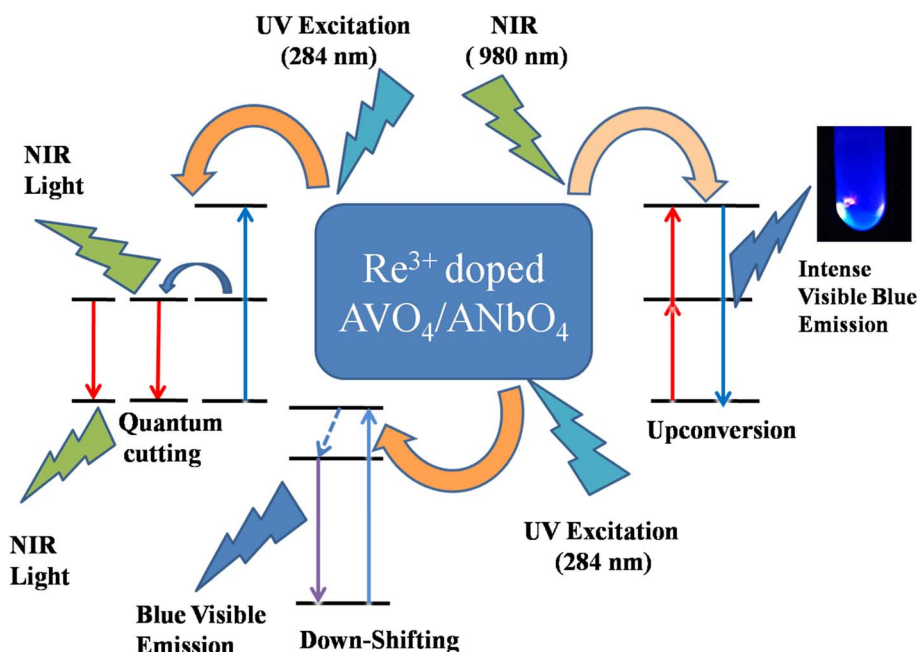 UV Excitation
(284 nm)
NIR
( 980 nm)
NIR
Light
Re³⁺ doped
AVO₄/ANbO₄
Intense
Visible Blue
Emission
Quantum
cutting
Upconversion
NIR
Light
UV Excitation
(284 nm)
Blue Visible
Emission
Down-Shifting